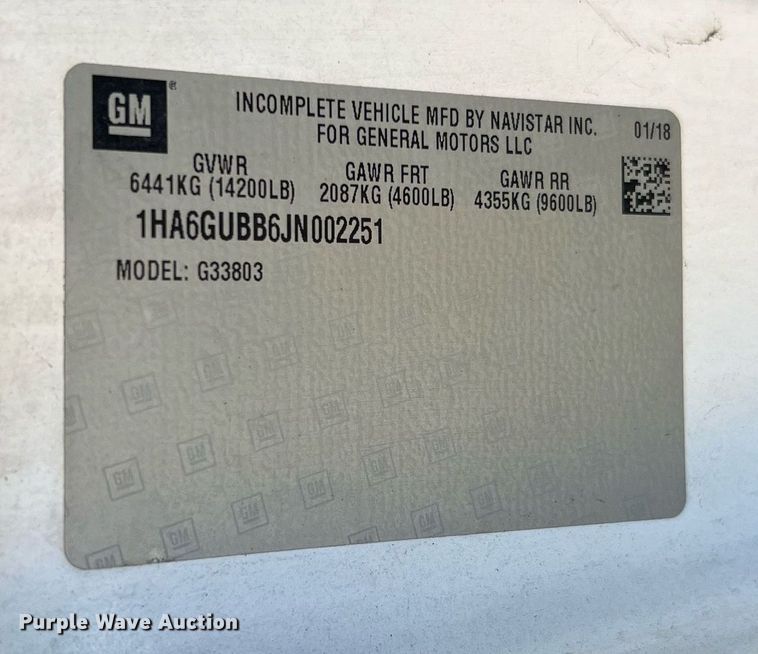 GM
INCOMPLETE VEHICLE MFD BY NAVISTAR INC.
FOR GENERAL MOTORS LLC
01/18
GVWR
6441KG (14200LB)
GAWR FRT
2087KG (4600LB)
GAWR RR
4355KG (9600LB)
1HA6GUBB6JN002251
MODEL: G33803
Purple Wave Auction